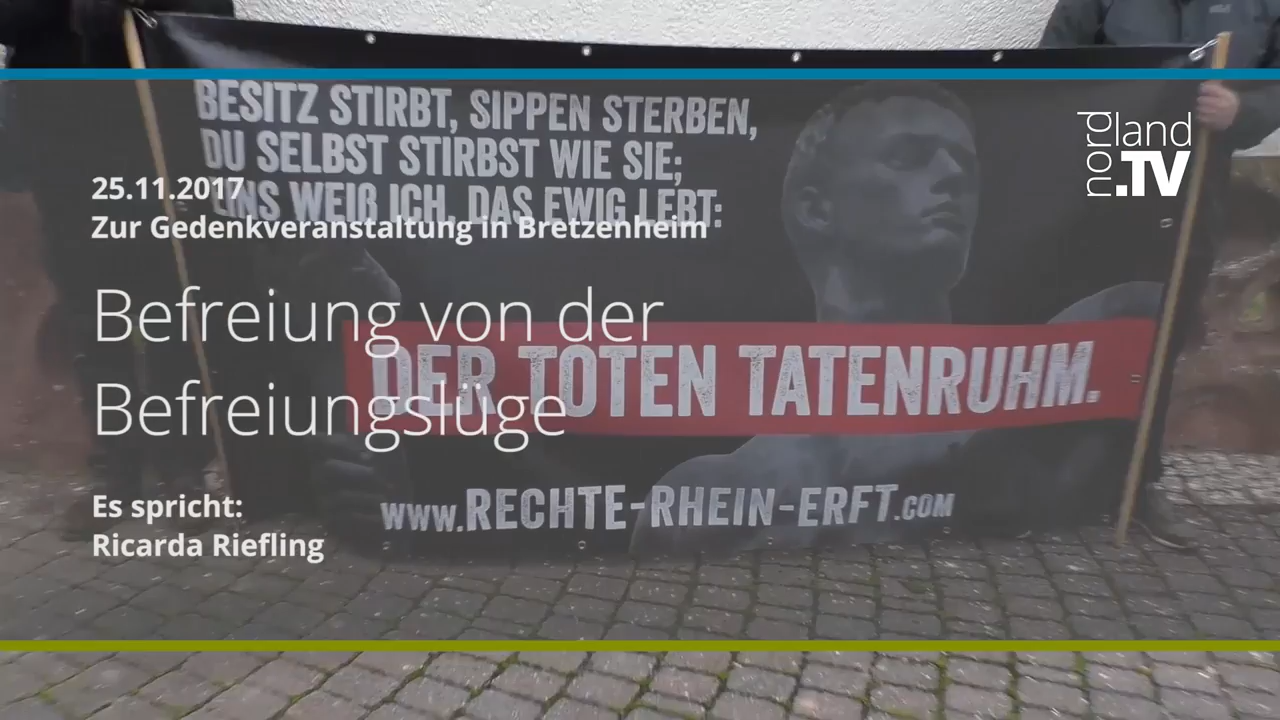 BESITZ STIRBT, SIPPEN STERBEN,
DU SELBST STIRBST WIE SIE;
EINS WEIß ICH, DAS EWIG LEBT:
DER TOTEN TATENRUHM.
www.RECHTE-RHEIN-ERFT.COM
nordland
.TV
25.11.2017
Zur Gedenkveranstaltung in Bretzenheim
Befreiung von der
Befreiungslüge
Es spricht:
Ricarda Riefling